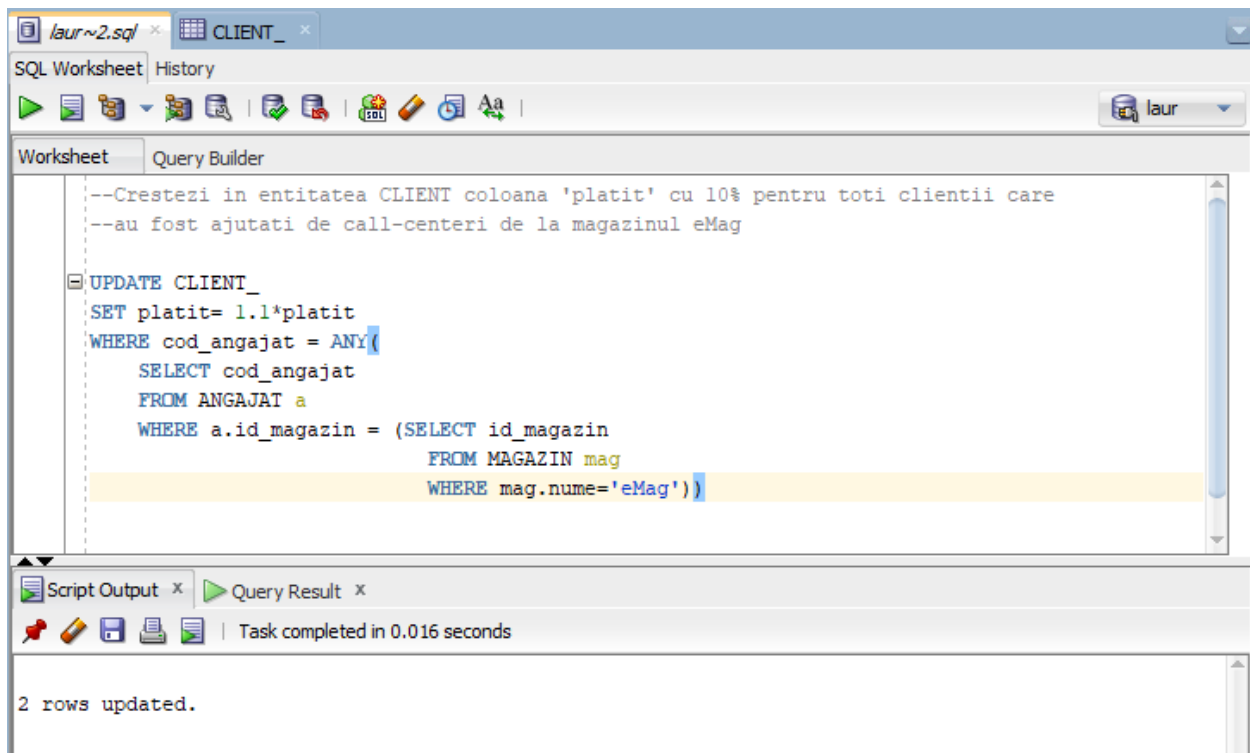 laur~2.sql CLIENT_
SQL Worksheet History
Aa
laur
Worksheet Query Builder
--Crestezi in entitatea CLIENT coloana 'platit' cu 10% pentru toti clientii care
--au fost ajutati de call-centeri de la magazinul eMag
UPDATE CLIENT_
SET platit= 1.1*platit
WHERE cod_angajat = ANY(
SELECT cod_angajat
FROM ANGAJAT a
WHERE a.id_magazin = (SELECT id_magazin
FROM MAGAZIN mag
WHERE mag.nume='eMag'))
Script Output x Query Result x
Task completed in 0.016 seconds
2 rows updated.